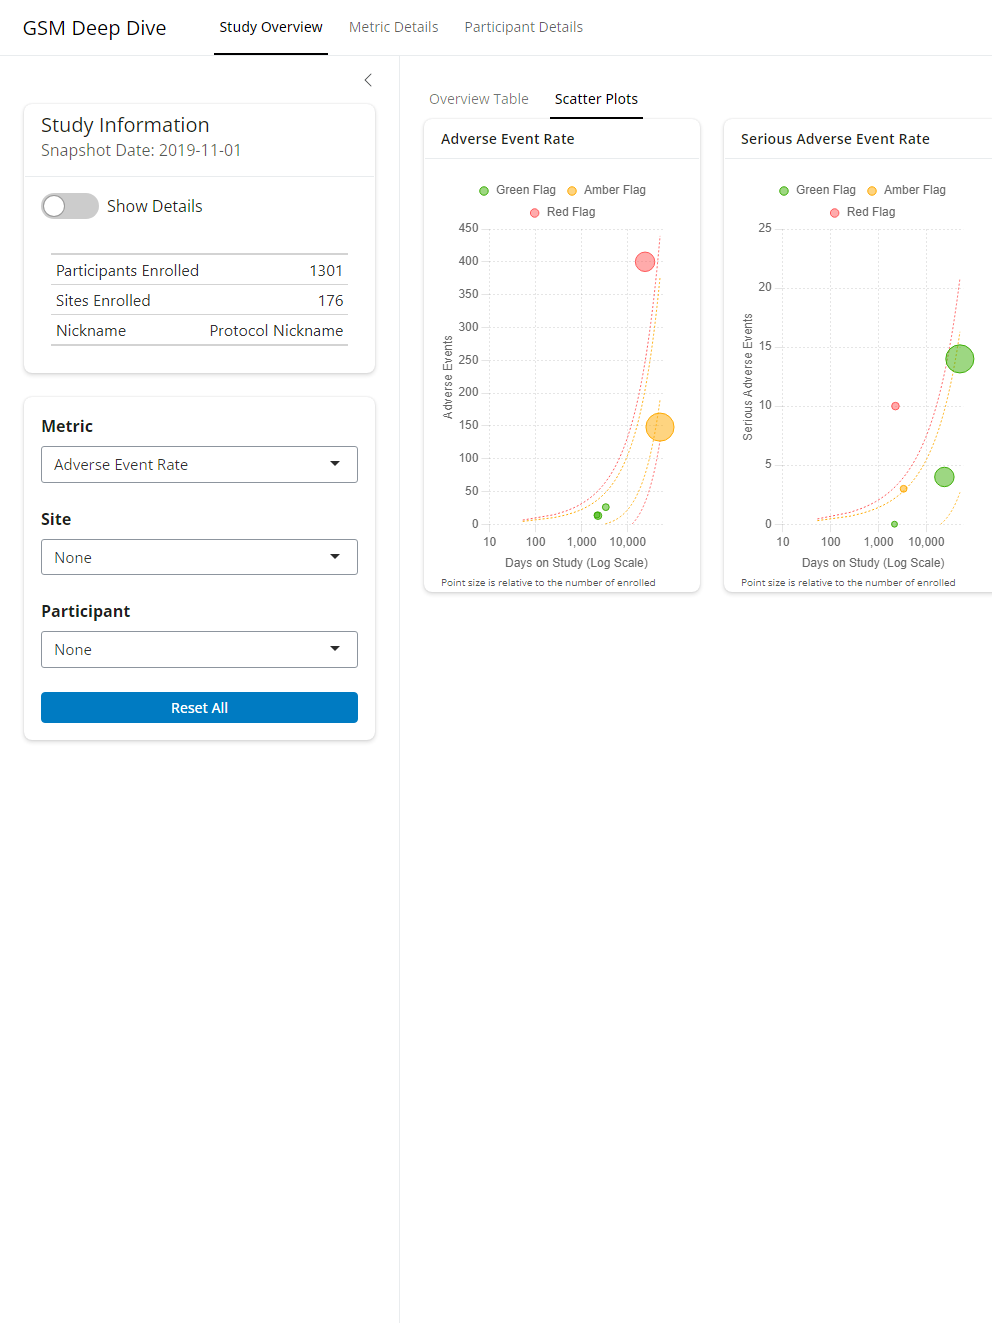 GSM Deep Dive
Study Overview
Metric Details
Participant Details
Study Information
Snapshot Date: 2019-11-01
Show Details
Participants Enrolled 1301
Sites Enrolled 176
Nickname Protocol Nickname
Metric
Adverse Event Rate
Site
None
Participant
None
Reset All
Overview Table
Scatter Plots
Adverse Event Rate
Green Flag
Amber Flag
Red Flag
450
400
350
300
250
200
150
100
50
0
Adverse Events
10 100 1,000 10,000
Days on Study (Log Scale)
Point size is relative to the number of enrolled
Serious Adverse Event Rate
Green Flag
Amber Flag
Red Flag
25
20
15
10
5
0
Serious Adverse Events
10 100 1,000 10,000
Days on Study (Log Scale)
Point size is relative to the number of enrolled